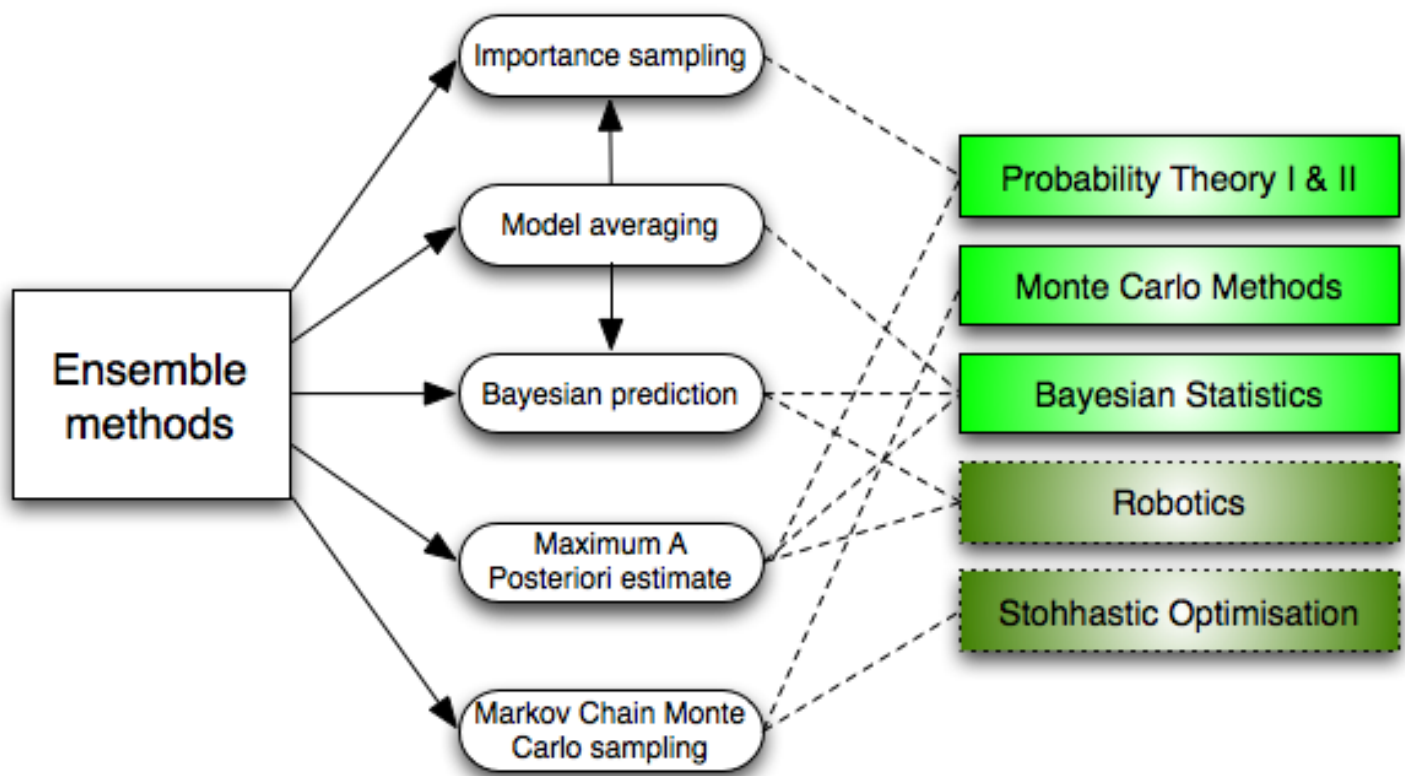 Ensemble
methods
Importance sampling
Model averaging
Bayesian prediction
Maximum A
Posteriori estimate
Markov Chain Monte
Carlo sampling
Probability Theory I & II
Monte Carlo Methods
Bayesian Statistics
Robotics
Stohhastic Optimisation